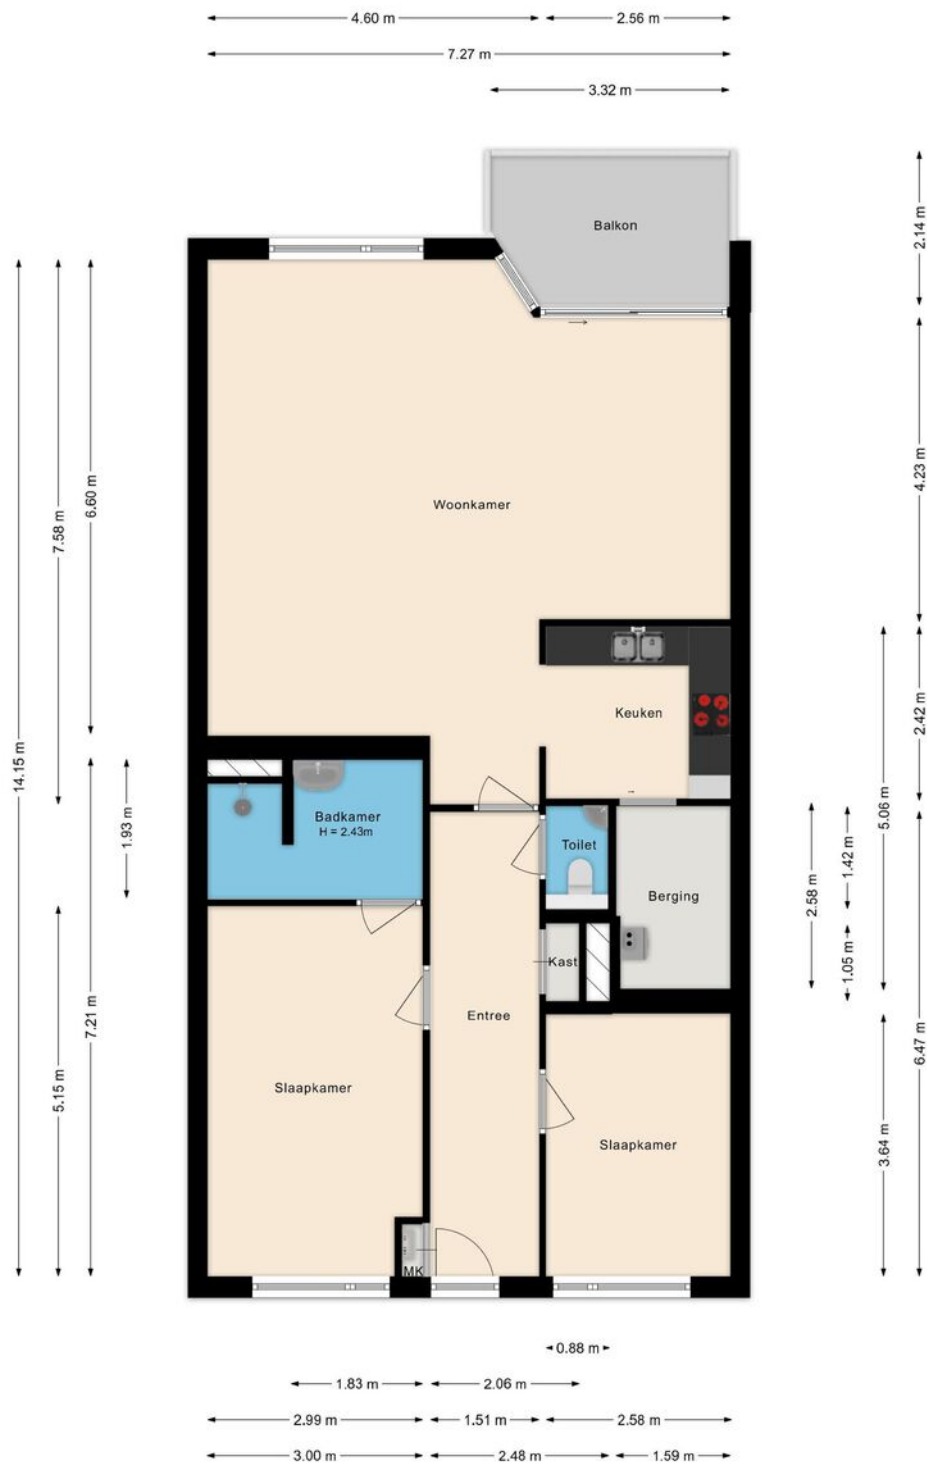 4.60 m
2.56 m
7.27 m
3.32 m
Balkon
2.14 m
4.23 m
Woonkamer
6.60 m
7.58 m
14.15 m
Keuken
2.42 m
5.06 m
Badkamer
H = 2.43m
1.93 m
Toilet
1.42 m
2.58 m
Berging
1.05 m
Kast
Entree
7.21 m
5.15 m
Slaapkamer
Slaapkamer
3.64 m
6.47 m
MK
0.88 m
1.83 m
2.06 m
2.99 m
1.51 m
2.58 m
3.00 m
2.48 m
1.59 m